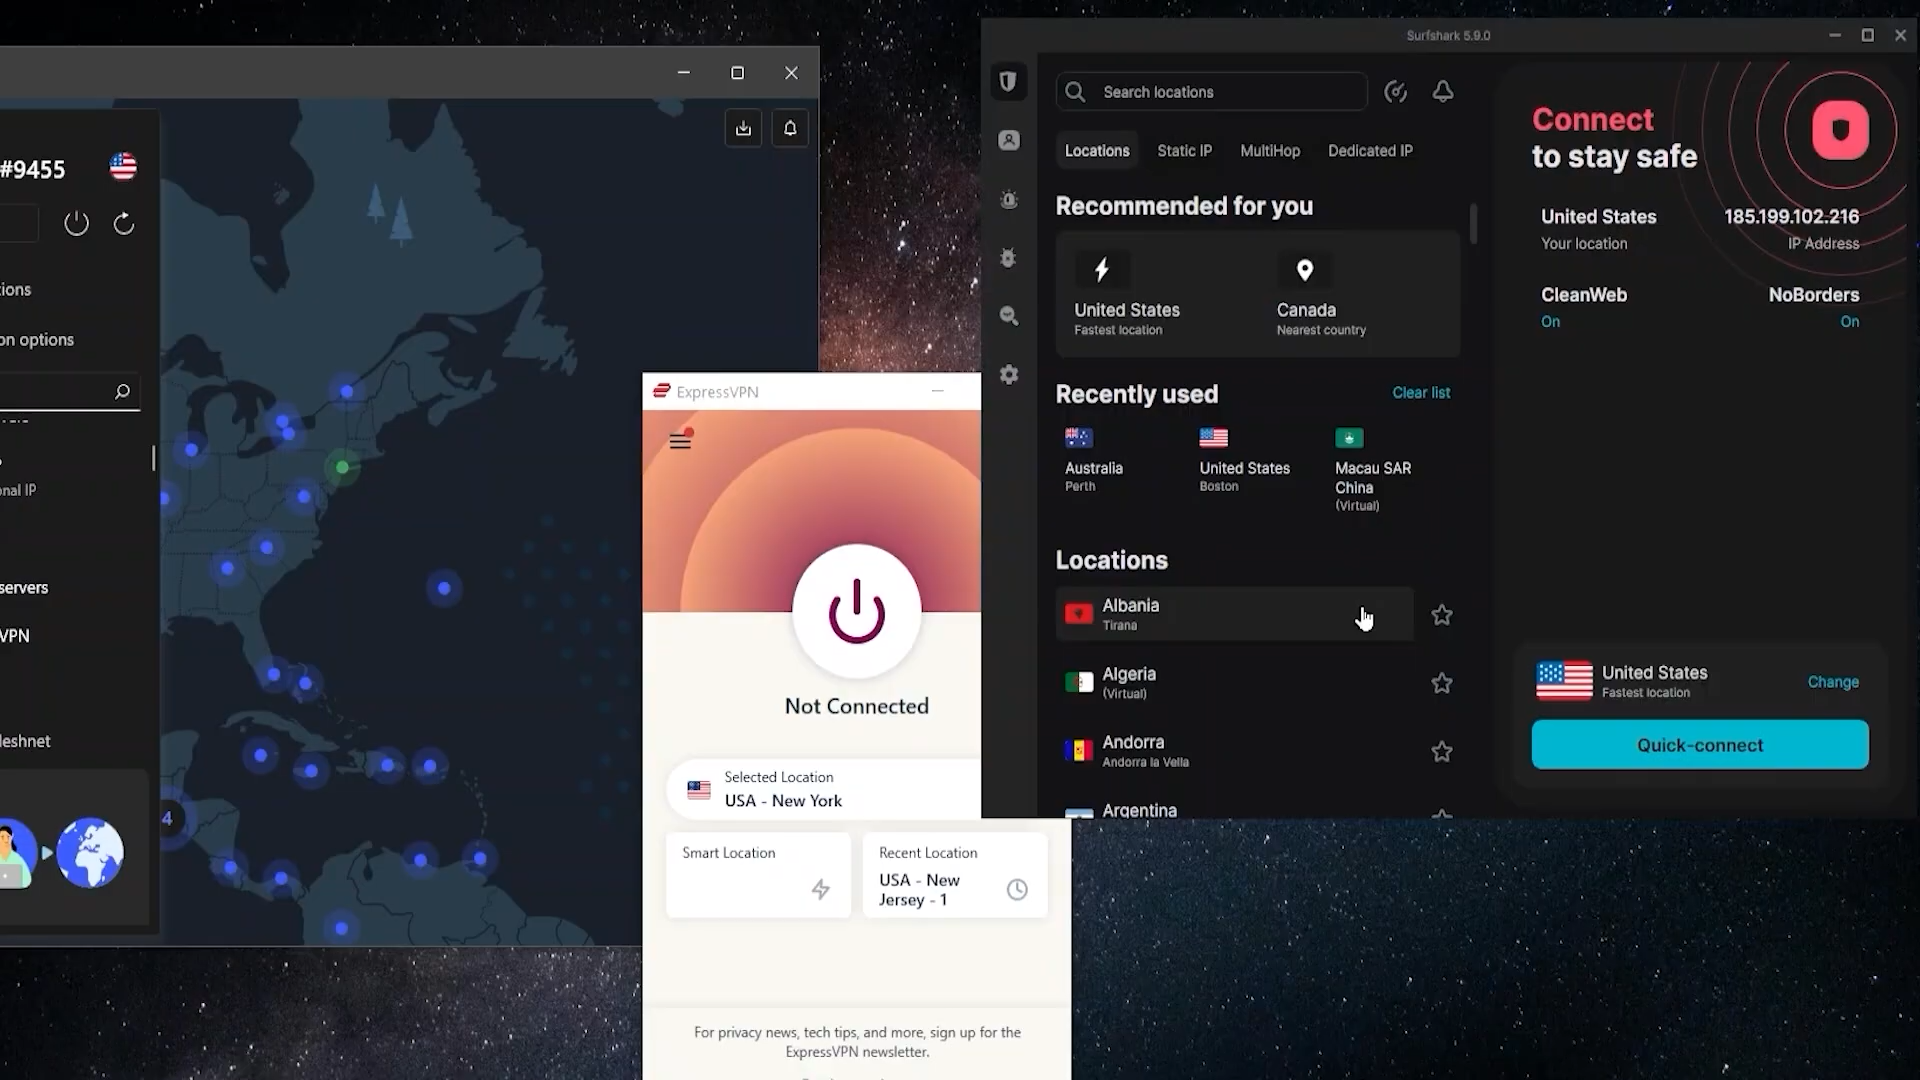 #9455
ions
on options
onal IP
servers
VPN
leshnet
4
ExpressVPN
Not Connected
Selected Location
USA - New York
Smart Location
Recent Location
USA - New
Jersey - 1
For privacy news, tech tips, and more, sign up for the
ExpressVPN newsletter.
Surfshark 5.9.0
Search locations
Locations
Static IP
MultiHop
Dedicated IP
Recommended for you
United States
Fastest location
Canada
Nearest country
Recently used
Clear list
Australia
Perth
United States
Boston
Macau SAR
China
(Virtual)
Locations
Albania
Tirana
Algeria
(Virtual)
Andorra
Andorra la Vella
Argentina
Connect
to stay safe
United States
185.199.102.216
Your location
IP Address
CleanWeb
NoBorders
On
On
United States
Fastest location
Change
Quick-connect